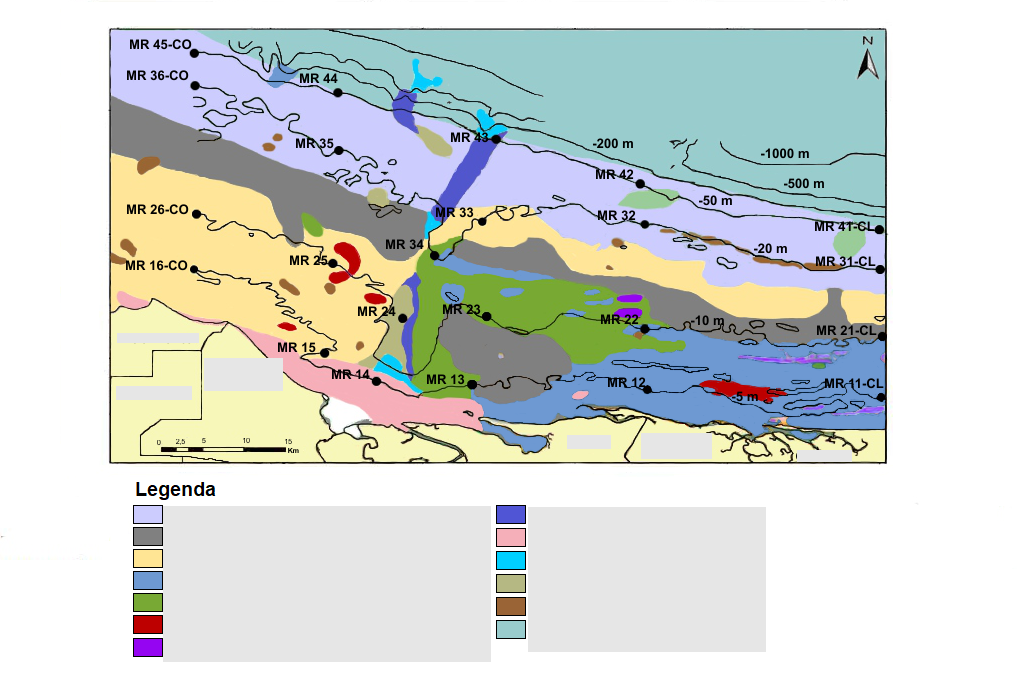 MR 45-CO
N
MR 36-CO
MR 44
MR 43
MR 35
-200 m
-1000 m
MR 42
-500 m
-50 m
MR 26-CO
MR 33
MR 32
MR 41-CL
MR 34
-20 m
MR 25
MR 31-CL
MR 16-CO
MR 24
MR 23
MR 22
-10 m
MR 21-CL
MR 15
MR 14
MR 13
MR 12
MR 11-CL
-5 m
0 2,5 5 10 15
Km
Legenda